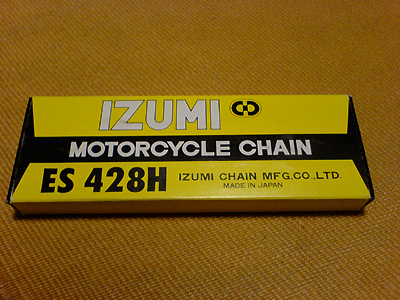 IZUMI
MOTORCYCLE CHAIN
ES 428H IZUMI CHAIN MFG.CO.,LTD.
MADE IN JAPAN